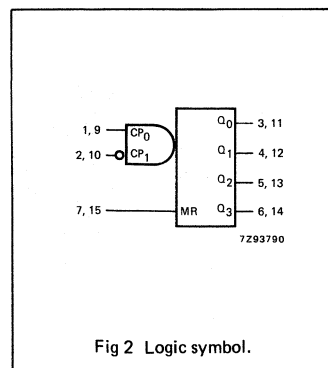 1, 9 CP0 Q0 3, 11
2, 10 CP1 Q1 4, 12
Q2 5, 13
7, 15 MR Q3 6, 14
7Z93790
Fig 2 Logic symbol.